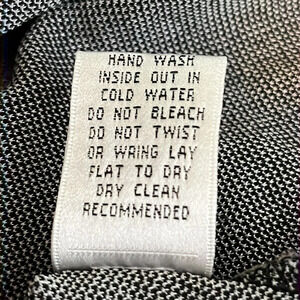 HAND WASH
INSIDE OUT IN
COLD WATER
DO NOT BLEACH
DO NOT TWIST
OR WRING LAY
FLAT TO DRY
DRY CLEAN
RECOMMENDED